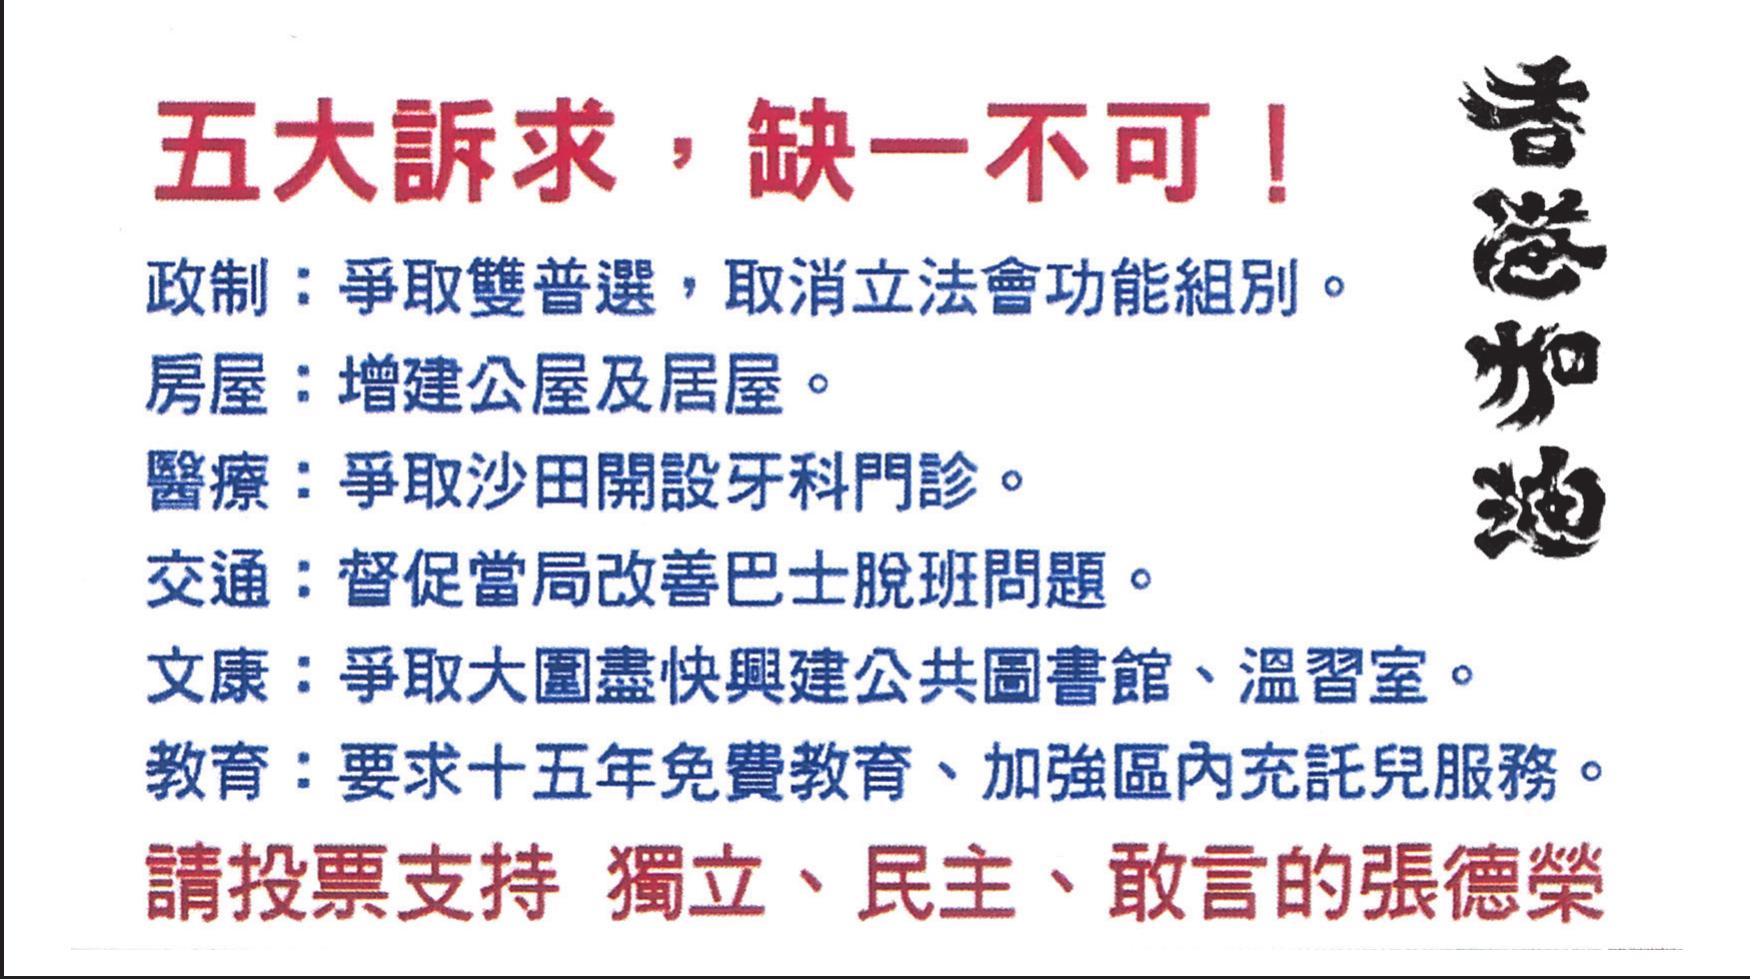 五大訴求，缺一不可！
政制：爭取雙普選，取消立法會功能組別。
房屋：增建公屋及居屋。
醫療：爭取沙田開設牙科門診。
交通：督促當局改善巴士脫班問題。
文康：爭取大圍盡快興建公共圖書館、溫習室。
教育：要求十五年免費教育、加強區內充託兒服務。
請投票支持 獨立、民主、敢言的張德榮
香港加油